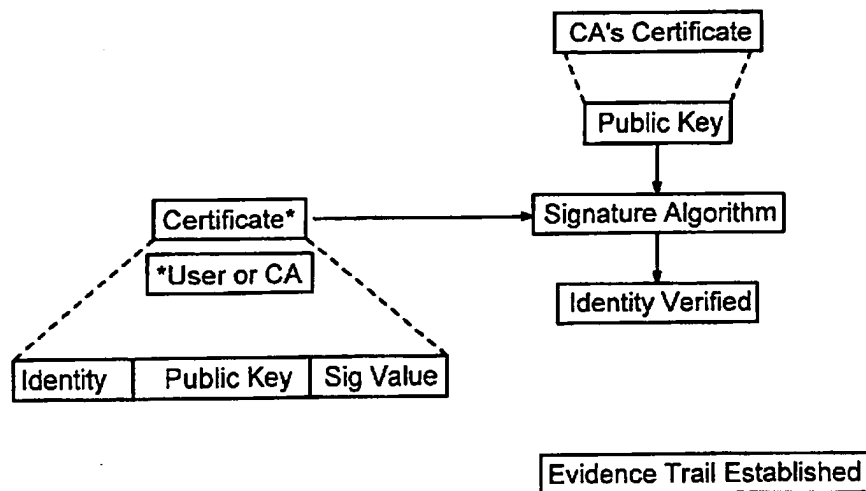 CA's Certificate
Public Key
Certificate*
Signature Algorithm
*User or CA
Identity Verified
Identity
Public Key
Sig Value
Evidence Trail Established